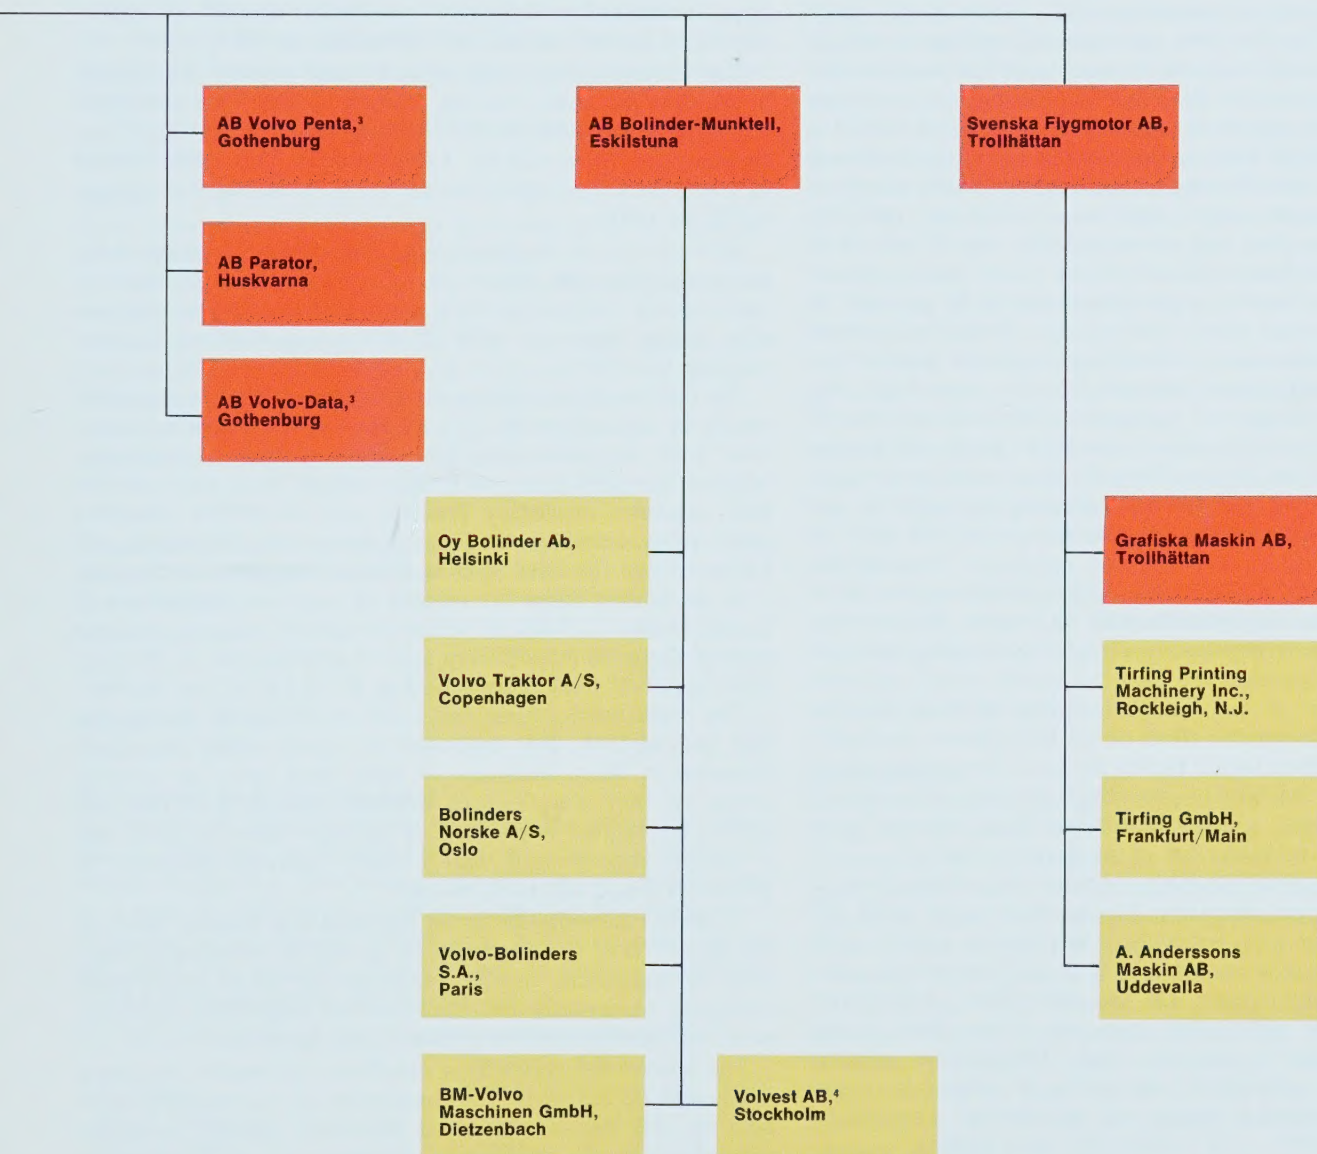 AB Volvo Penta,³
Gothenburg
AB Bolinder-Munktell,
Eskilstuna
Svenska Flygmotor AB,
Trollhättan
AB Parator,
Huskvarna
AB Volvo-Data,³
Gothenburg
Oy Bolinder Ab,
Helsinki
Grafiska Maskin AB,
Trollhättan
Volvo Traktor A/S,
Copenhagen
Tirfing Printing
Machinery Inc.,
Rockleigh, N.J.
Bolinders
Norske A/S,
Oslo
Tirfing GmbH,
Frankfurt/Main
Volvo-Bolinders
S.A.,
Paris
A. Anderssons
Maskin AB,
Uddevalla
BM-Volvo
Maschinen GmbH,
Dietzenbach
Volvest AB,⁴
Stockholm